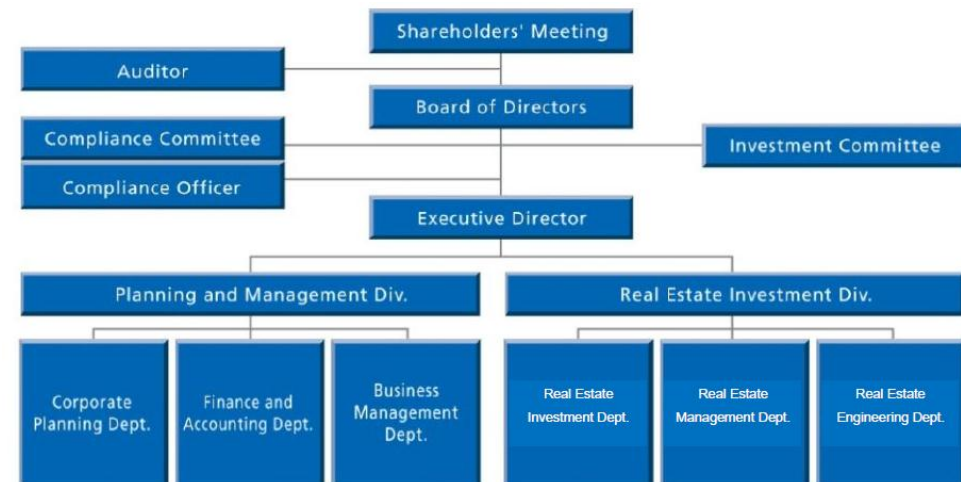 Shareholders' Meeting
Auditor
Board of Directors
Compliance Committee
Investment Committee
Compliance Officer
Executive Director
Planning and Management Div.
Real Estate Investment Div.
Corporate
Planning Dept.
Finance and
Accounting Dept.
Business
Management
Dept.
Real Estate
Investment Dept.
Real Estate
Management Dept.
Real Estate
Engineering Dept.